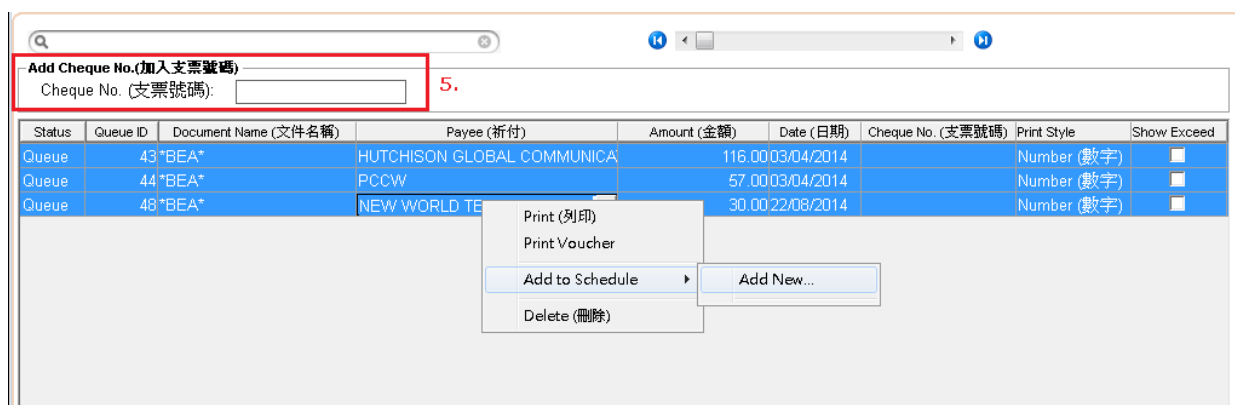 Add Cheque No.(加入支票號碼)
Cheque No. (支票號碼):
5.
Status Queue ID Document Name (文件名稱) Payee (祈付) Amount (金額) Date (日期) Cheque No. (支票號碼) Print Style Show Exceed
Queue 43 *BEA* HUTCHISON GLOBAL COMMUNICA 116.00 03/04/2014 Number (數字)
Queue 44 *BEA* PCCW 57.00 03/04/2014 Number (數字)
Queue 48 *BEA* NEW WORLD TE 30.00 22/08/2014 Number (數字)
Print (列印)
Print Voucher
Add to Schedule Add New...
Delete (刪除)